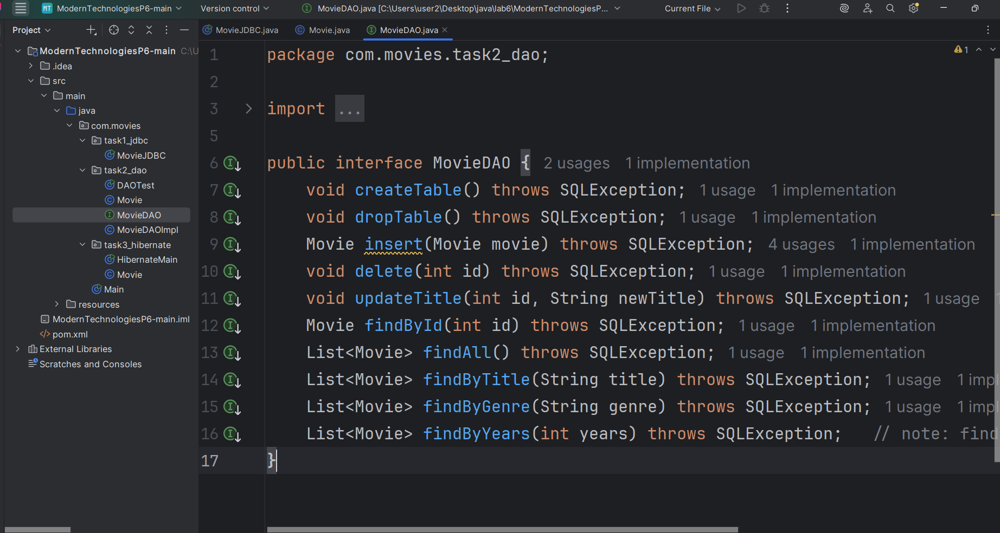 MT ModernTechnologiesP6-main Version control MovieDAO.java [C:\Users\user2\Desktop\java\lab6\ModernTechnologiesP... Current File
Project
MovieJDBC.java Movie.java MovieDAO.java
ModernTechnologiesP6-main C:\U
.idea
src
main
java
com.movies
task1_jdbc
MovieJDBC
task2_dao
DAOTest
Movie
MovieDAO
MovieDAOImpl
task3_hibernate
HibernateMain
Movie
Main
resources
ModernTechnologiesP6-main.iml
pom.xml
External Libraries
Scratches and Consoles
1
1 package com.movies.task2_dao;
2
3 import ...
5
6 public interface MovieDAO { 2 usages 1 implementation
7 void createTable() throws SQLException; 1 usage 1 implementation
8 void dropTable() throws SQLException; 1 usage 1 implementation
9 Movie insert(Movie movie) throws SQLException; 4 usages 1 implementation
10 void delete(int id) throws SQLException; 1 usage 1 implementation
11 void updateTitle(int id, String newTitle) throws SQLException; 1 usage
12 Movie findById(int id) throws SQLException; 1 usage 1 implementation
13 List<Movie> findAll() throws SQLException; 1 usage 1 implementation
14 List<Movie> findByTitle(String title) throws SQLException; 1 usage 1 impl
15 List<Movie> findByGenre(String genre) throws SQLException; 1 usage 1 impl
16 List<Movie> findByYears(int years) throws SQLException; // note: find
17 }